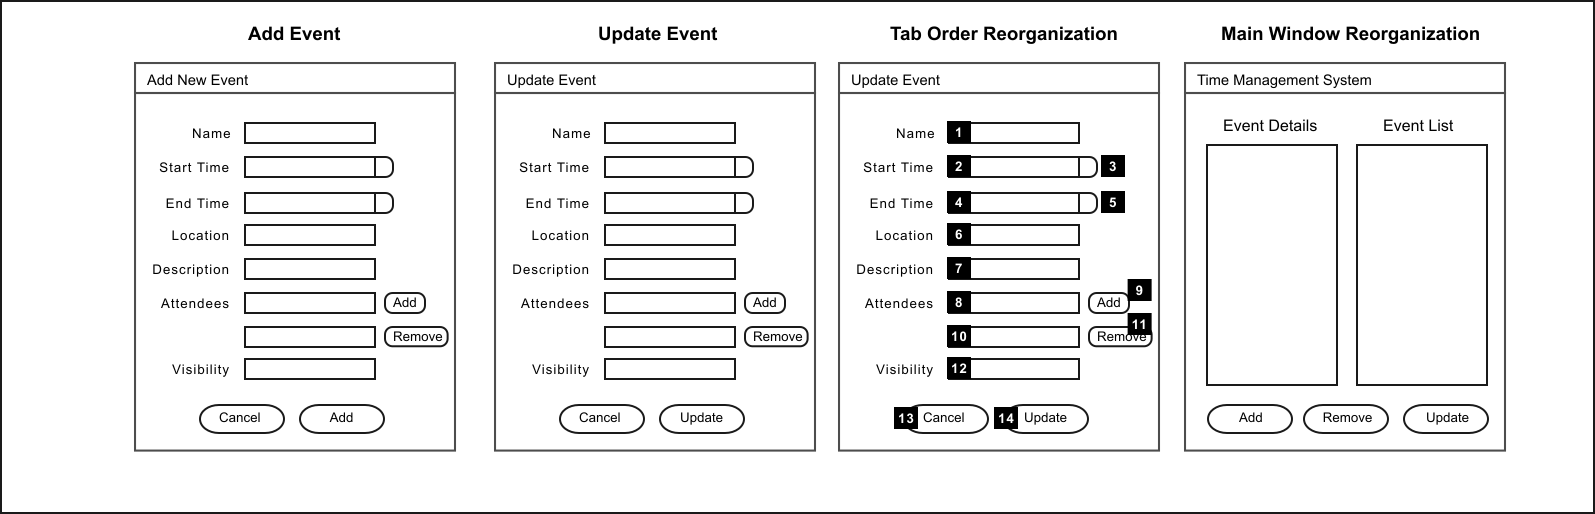 Add Event
Add New Event
Name
Start Time
End Time
Location
Description
Attendees
Add
Remove
Visibility
Cancel
Add
Update Event
Update Event
Name
Start Time
End Time
Location
Description
Attendees
Add
Remove
Visibility
Cancel
Update
Tab Order Reorganization
Update Event
Name 1
Start Time 2 3
End Time 4 5
Location 6
Description 7
Attendees 8 Add 9
10 Remove 11
Visibility 12
13 Cancel 14 Update
Main Window Reorganization
Time Management System
Event Details
Event List
Add
Remove
Update